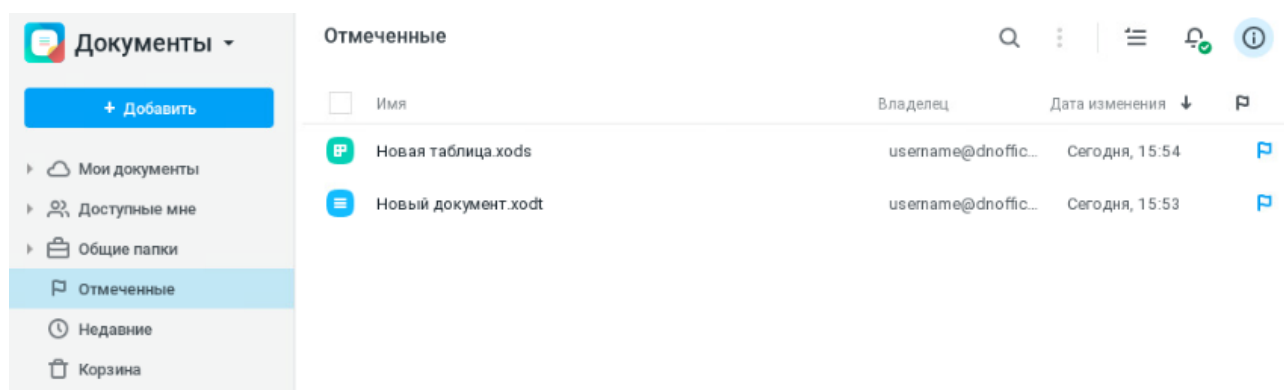 Документы
Отмеченные
+ Добавить
Имя
Владелец
Дата изменения
Мои документы
Новая таблица.xods
username@dnoffic...
Сегодня, 15:54
Доступные мне
Новый документ.xodt
username@dnoffic...
Сегодня, 15:53
Общие папки
Отмеченные
Недавние
Корзина